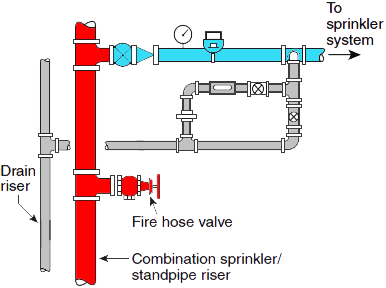 To
sprinkler
system
Drain
riser
Fire hose valve
Combination sprinkler/
standpipe riser